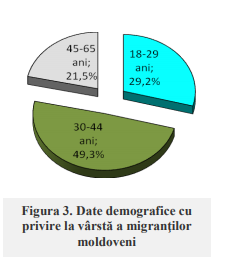 45-65
ani;
21,5%
18-29
ani;
29,2%
30-44
ani;
49,3%
Figura 3. Date demografice cu
privire la vârstă a migranţilor
moldoveni